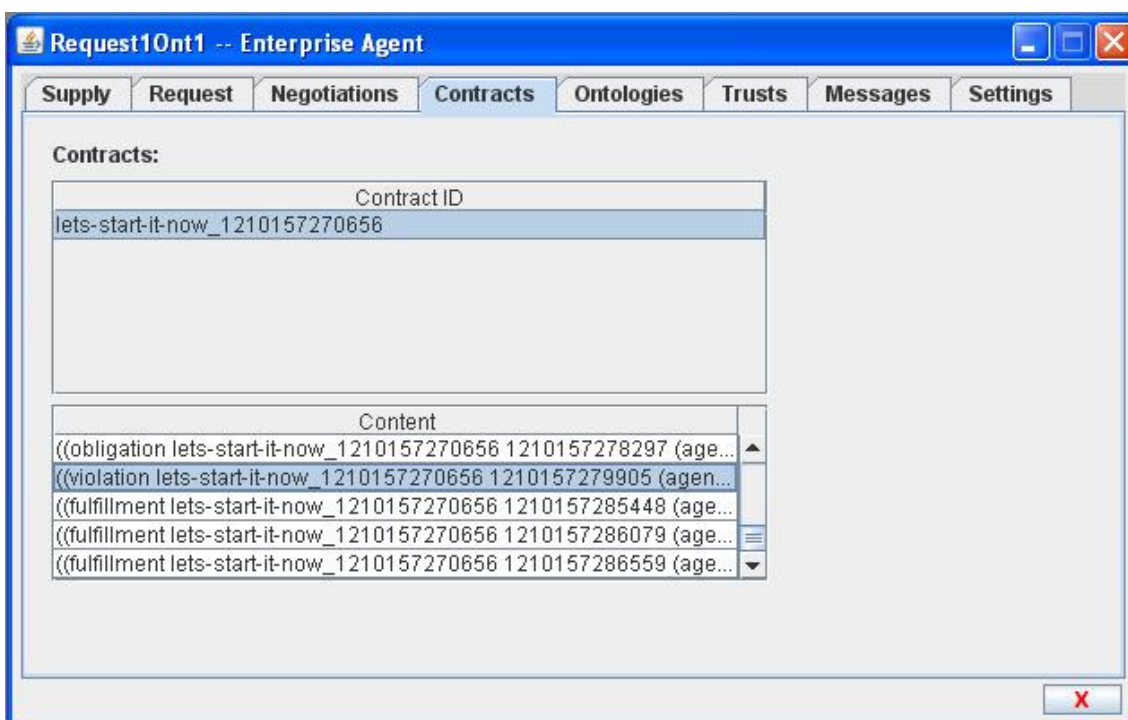 Request1Ont1 -- Enterprise Agent
Supply Request Negotiations Contracts Ontologies Trusts Messages Settings
Contracts:
Contract ID
lets-start-it-now_1210157270656
Content
((obligation lets-start-it-now_1210157270656 1210157278297 (age...
((violation lets-start-it-now_1210157270656 1210157279905 (agen...
((fulfillment lets-start-it-now_1210157270656 1210157285448 (age...
((fulfillment lets-start-it-now_1210157270656 1210157286079 (age...
((fulfillment lets-start-it-now_1210157270656 1210157286559 (age...
X